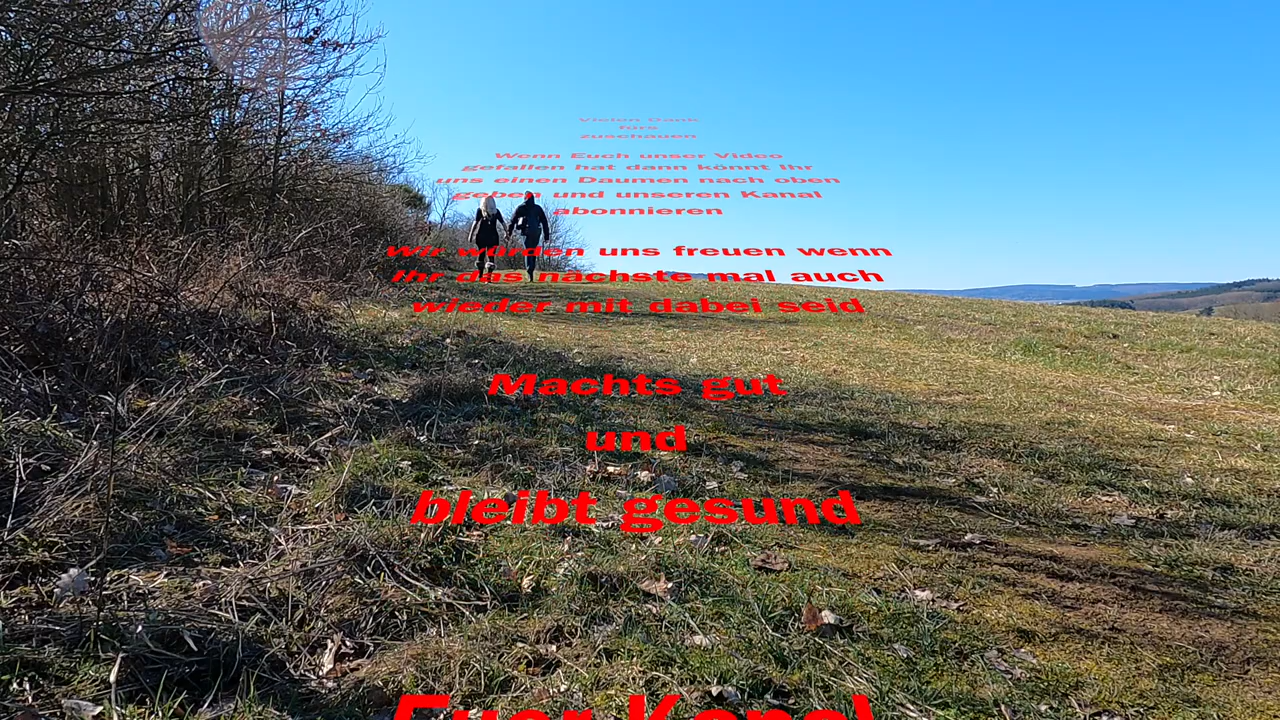 Vielen Dank
fürs
zuschauen
Wenn Euch unser Video
gefallen hat dann könnt Ihr
uns einen Daumen nach oben
geben und unseren Kanal
abonnieren
Wir würden uns freuen wenn
Ihr das nächste mal auch
wieder mit dabei seid
Machts gut
und
bleibt gesund
Euer Kanal